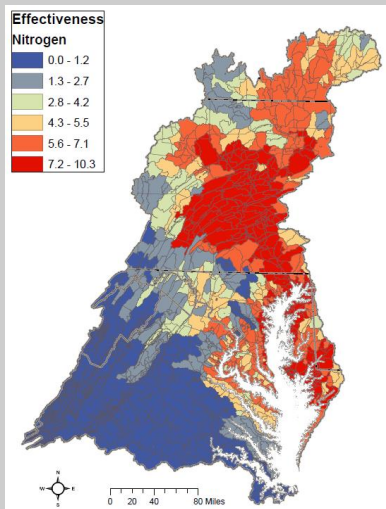 Effectiveness
Nitrogen
0.0 - 1.2
1.3 - 2.7
2.8 - 4.2
4.3 - 5.5
5.6 - 7.1
7.2 - 10.3
N
W E
S
0 20 40 80 Miles